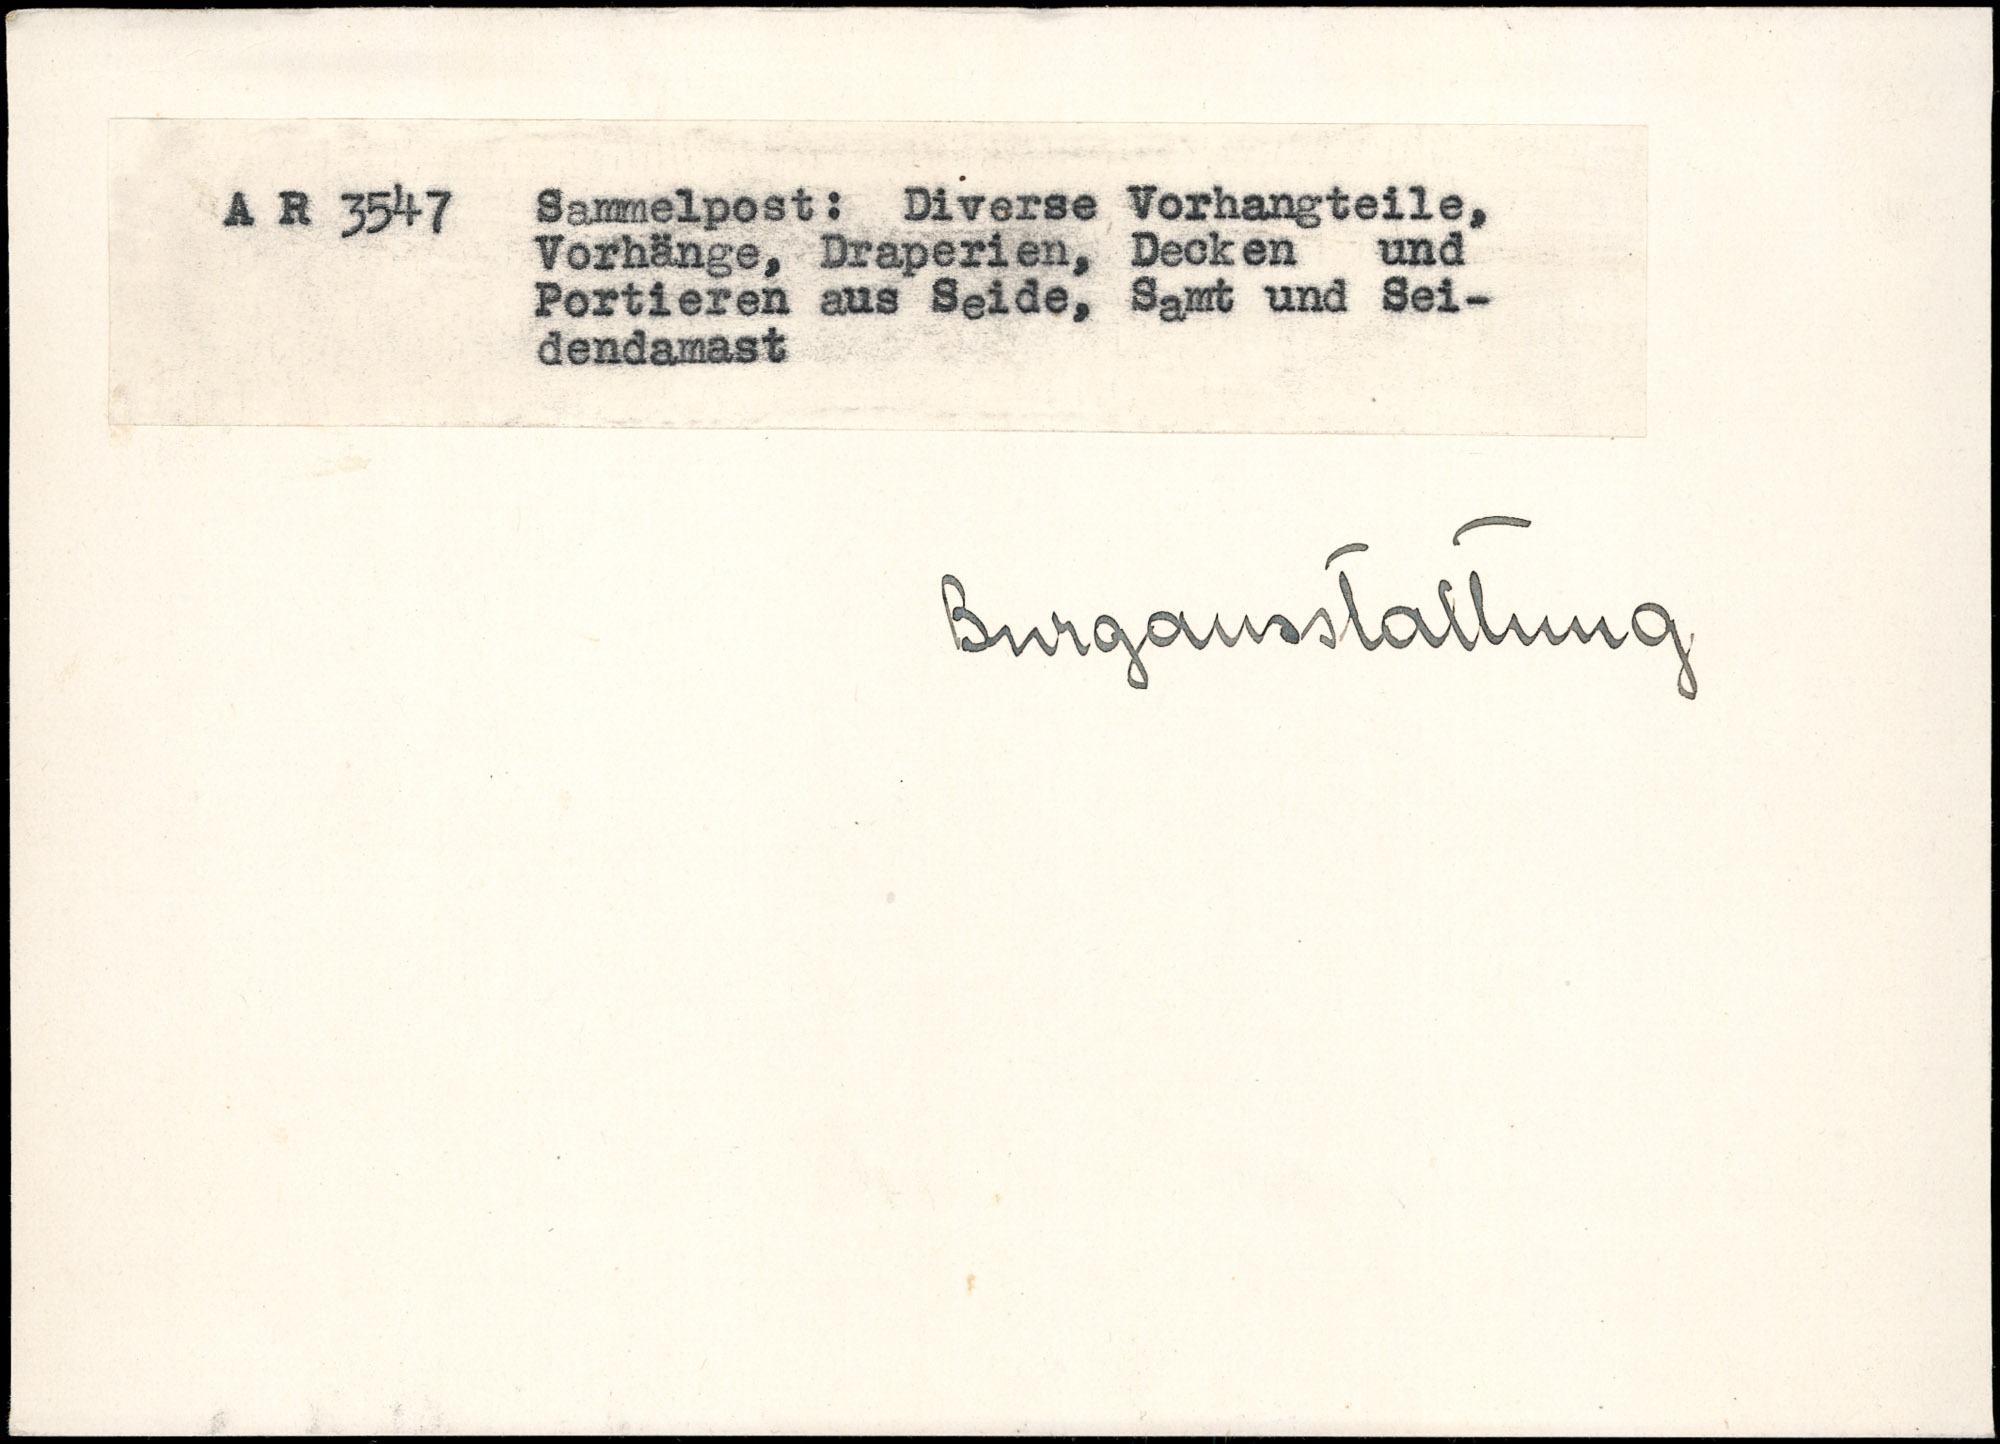 A R 3547 Sammelpost: Diverse Vorhangteile,
Vorhänge, Draperien, Decken und
Portieren aus Seide, Samt und Sei-
dendamast
Burgausstattung